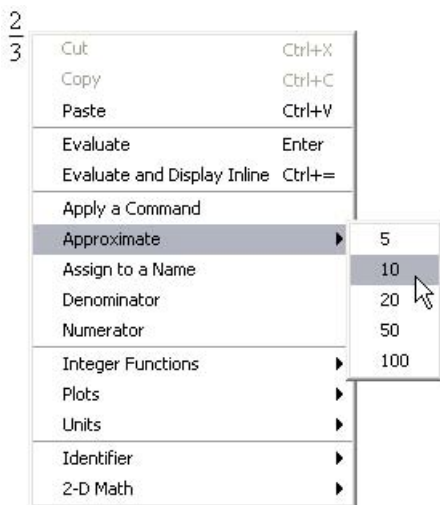 2
3
Cut Ctrl+X
Copy Ctrl+C
Paste Ctrl+V
Evaluate Enter
Evaluate and Display Inline Ctrl+=
Apply a Command
Approximate
5
Assign to a Name
10
Denominator
20
Numerator
50
Integer Functions
100
Plots
Units
Identifier
2-D Math